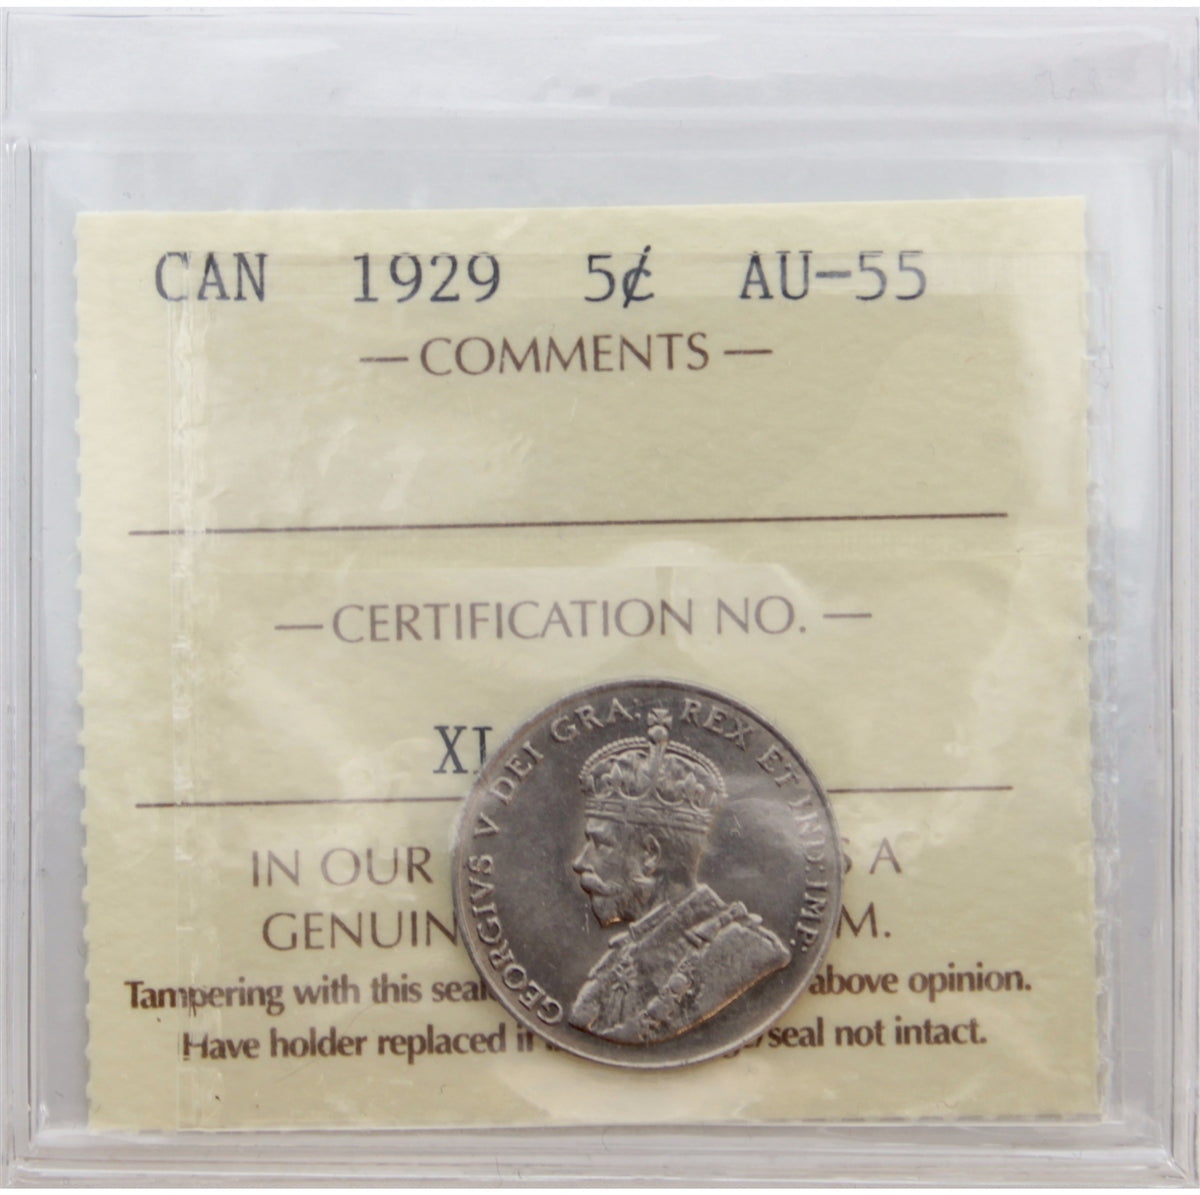 CAN 1929 5¢ AU-55
— COMMENTS —
— CERTIFICATION NO. —
XI
GEORGIVS V DEI GRA: REX ET IND: IMP:
IN OUR S A
GENUIN M.
Tampering with this seal above opinion.
Have holder replaced if seal not intact.